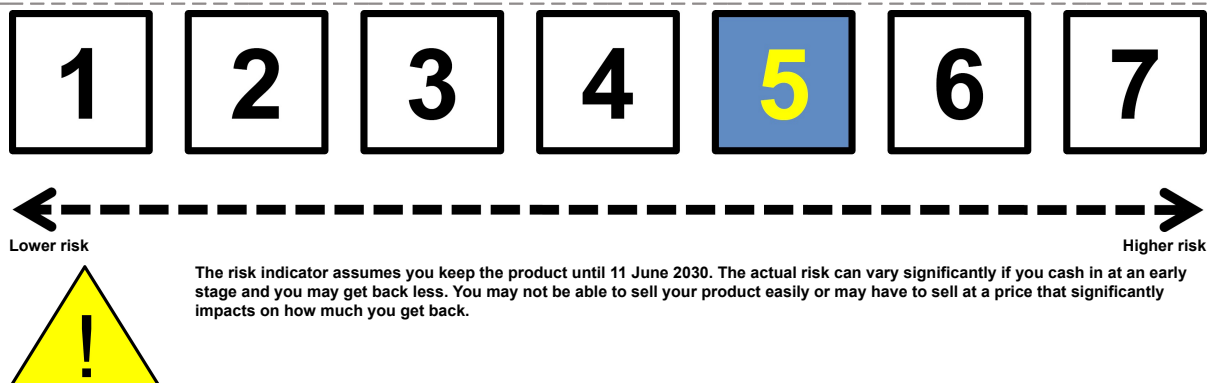 1 2 3 4 5 6 7
Lower risk Higher risk
The risk indicator assumes you keep the product until 11 June 2030. The actual risk can vary significantly if you cash in at an early
stage and you may get back less. You may not be able to sell your product easily or may have to sell at a price that significantly
impacts on how much you get back.
!